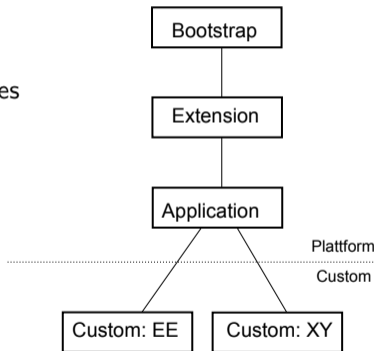 Bootstrap
es
Extension
Application
Plattform
Custom
Custom: EE
Custom: XY